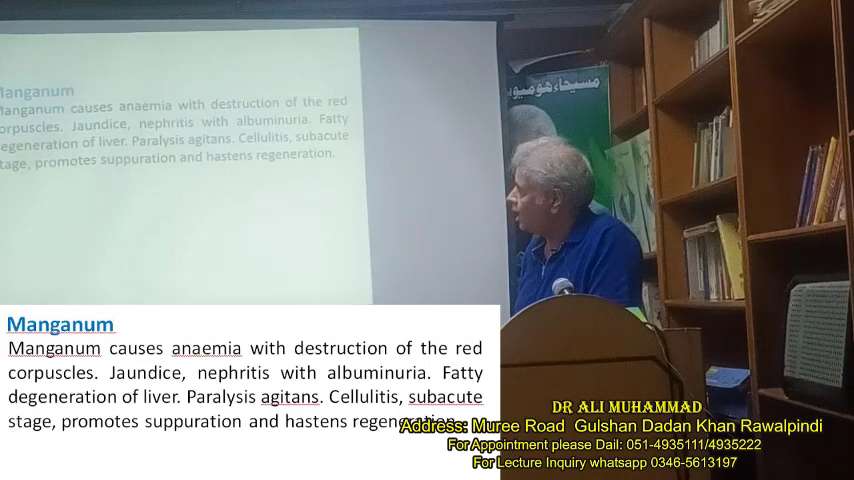 Manganum
Manganum causes anaemia with destruction of the red
corpuscles. Jaundice, nephritis with albuminuria. Fatty
degeneration of liver. Paralysis agitans. Cellulitis, subacute
stage, promotes suppuration and hastens regeneration.
مسیحاء ہومیو
Manganum
Manganum causes anaemia with destruction of the red
corpuscles. Jaundice, nephritis with albuminuria. Fatty
degeneration of liver. Paralysis agitans. Cellulitis, subacute
stage, promotes suppuration and hastens regeneration.
DR ALI MUHAMMAD
Address: Muree Road Gulshan Dadan Khan Rawalpindi
For Appointment please Dail: 051-4935111/4935222
For Lecture Inquiry whatsapp 0346-5613197